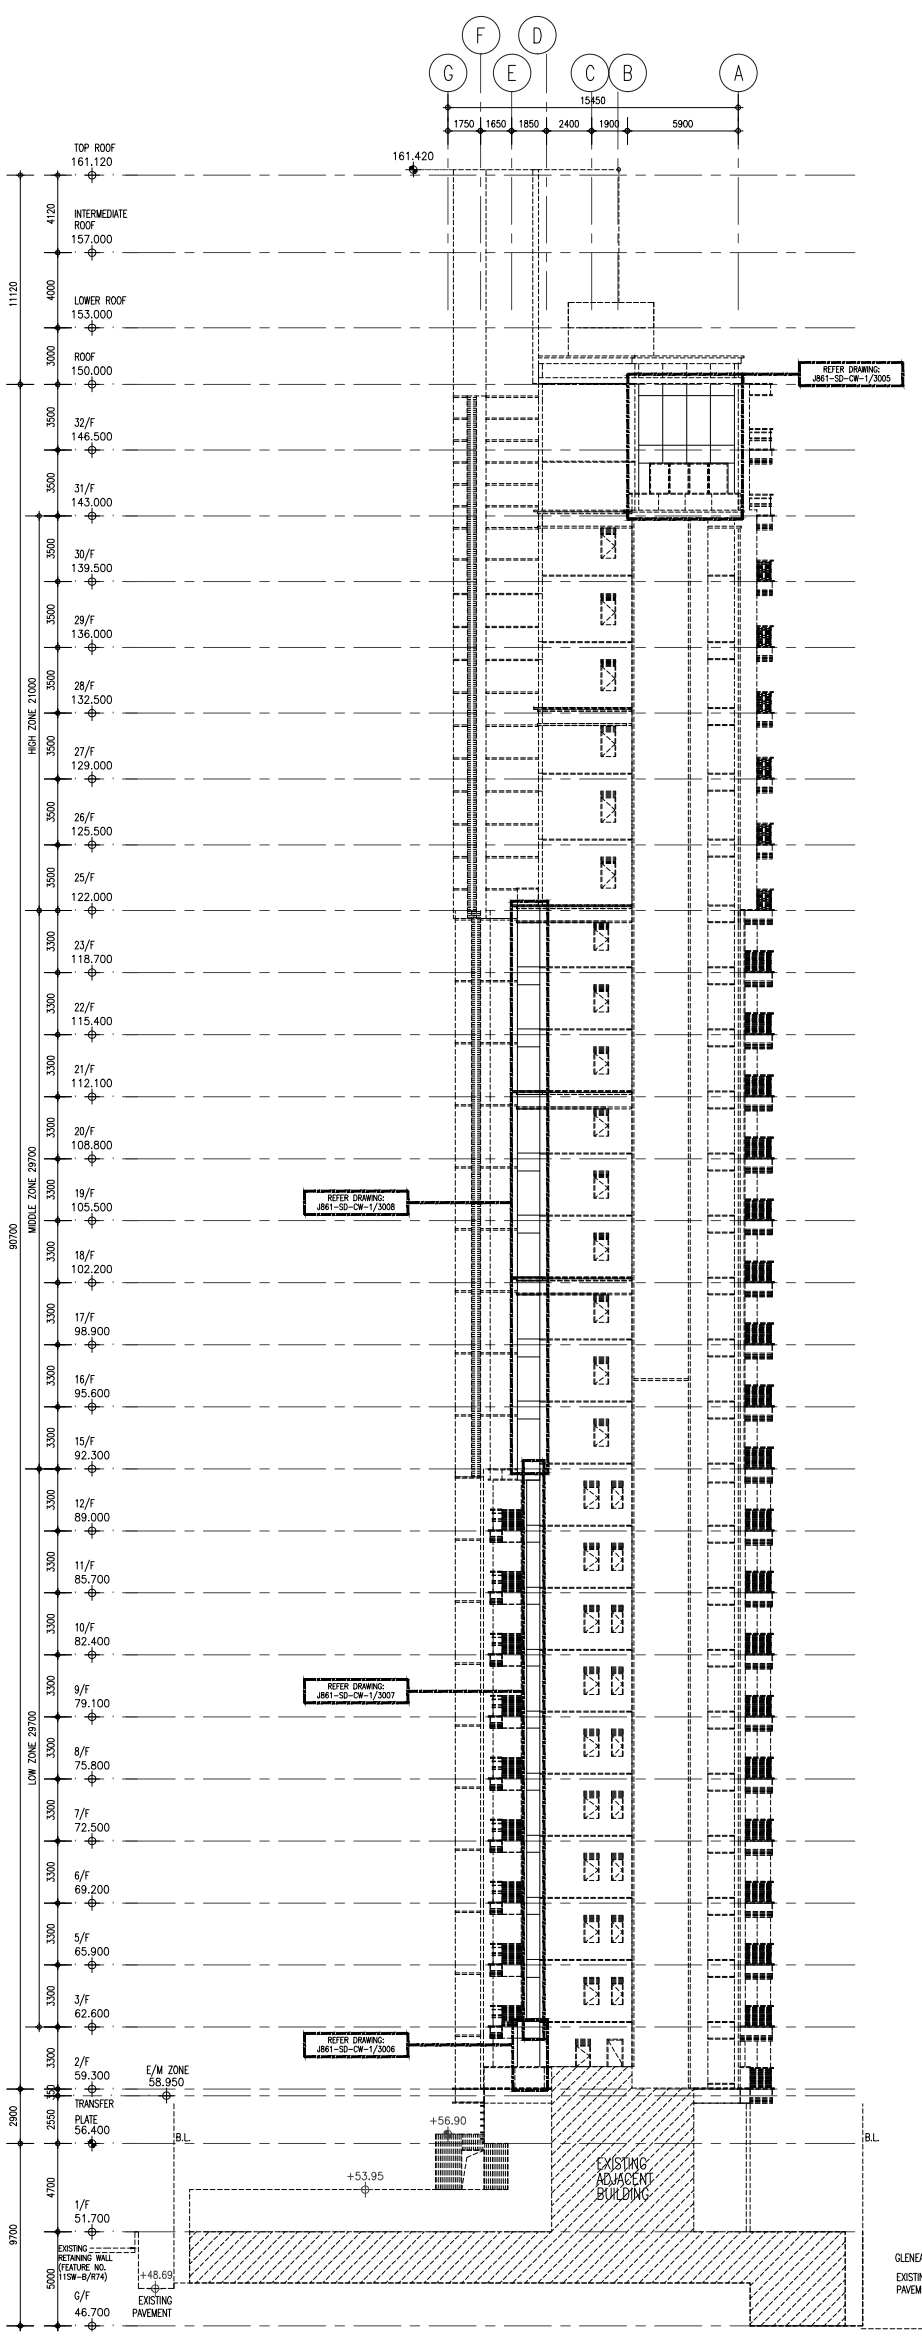 F
D
G
E
C
B
A
15450
1750
1650
1850
2400
1900
5900
161.420
TOP ROOF
161.120
4120
INTERMEDIATE
ROOF
157.000
11120
4000
LOWER ROOF
153.000
3000
ROOF
150.000
REFER DRAWING:
J861-SD-CW-1/3005
3500
32/F
146.500
3500
31/F
143.000
3500
30/F
139.500
3500
29/F
136.000
3500
28/F
132.500
HIGH ZONE 21000
3500
27/F
129.000
3500
26/F
125.500
3500
25/F
122.000
3300
23/F
118.700
3300
22/F
115.400
3300
21/F
112.100
3300
20/F
108.800
MIDDLE ZONE 29700
90700
3300
19/F
105.500
REFER DRAWING:
J861-SD-CW-1/3008
3300
18/F
102.200
3300
17/F
98.900
3300
16/F
95.600
3300
15/F
92.300
3300
12/F
89.000
3300
11/F
85.700
3300
10/F
82.400
3300
9/F
79.100
REFER DRAWING:
J861-SD-CW-1/3007
LOW ZONE 29700
3300
8/F
75.800
3300
7/F
72.500
3300
6/F
69.200
3300
5/F
65.900
3300
3/F
62.600
REFER DRAWING:
J861-SD-CW-1/3006
3300
2/F
59.300
E/M ZONE
58.950
350
TRANSFER
PLATE
56.400
2900
2550
B.L.
+56.90
B.L.
EXISTING
ADJACENT
BUILDING
+53.95
4700
1/F
51.700
9700
EXISTING
RETAINING WALL
(FEATURE NO.
11SW-B/R74)
+48.69
EXISTING
PAVEMENT
5000
G/F
46.700
GLENEA
EXISTIN
PAVEM